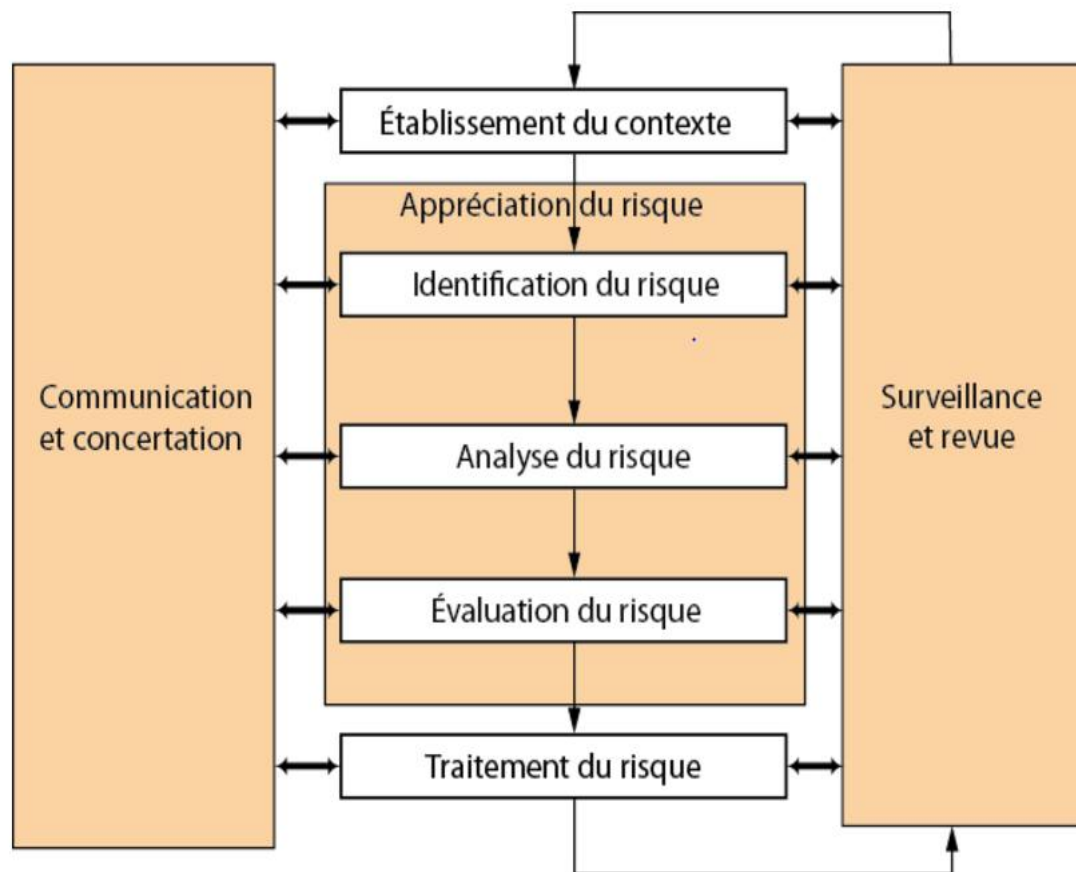 Établissement du contexte
Appréciation du risque
Identification du risque
Communication
et concertation
Surveillance
et revue
Analyse du risque
Évaluation du risque
Traitement du risque